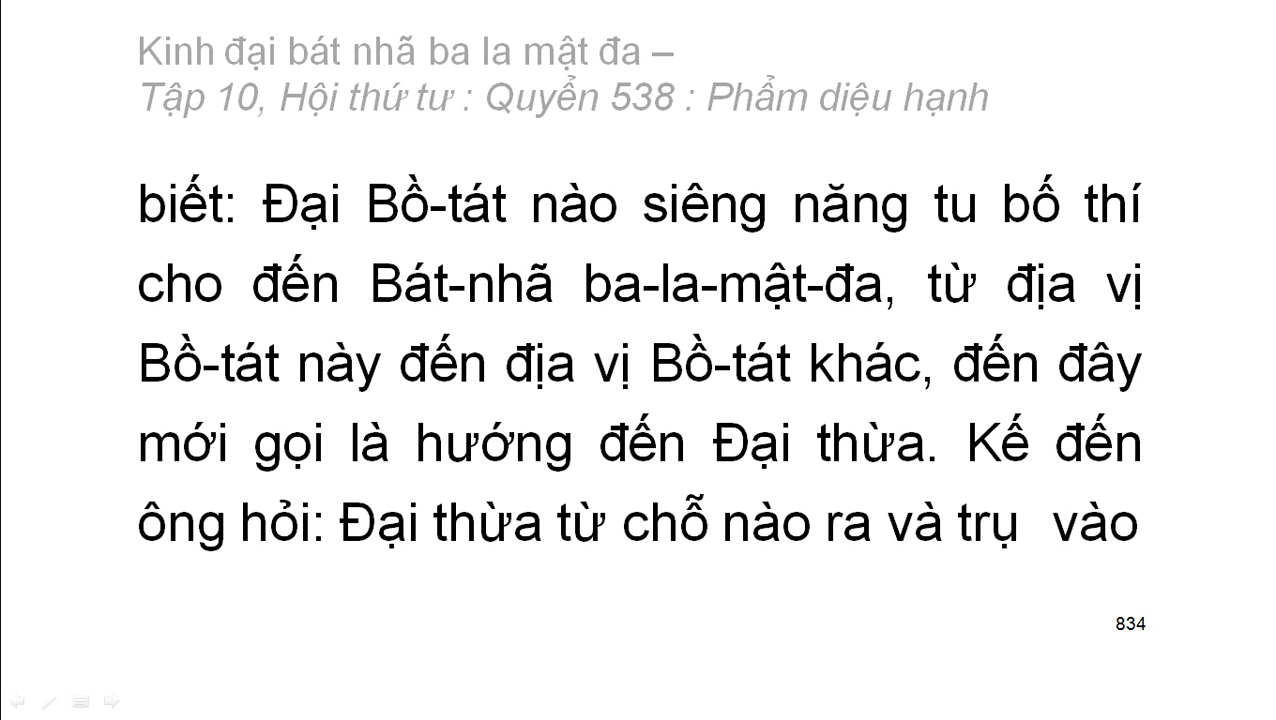 Kinh đại bát nhã ba la mật đa –
Tập 10, Hội thứ tư : Quyển 538 : Phẩm diệu hạnh
biết: Đại Bồ-tát nào siêng năng tu bố thí
cho đến Bát-nhã ba-la-mật-đa, từ địa vị
Bồ-tát này đến địa vị Bồ-tát khác, đến đây
mới gọi là hướng đến Đại thừa. Kế đến
ông hỏi: Đại thừa từ chỗ nào ra và trụ vào
834